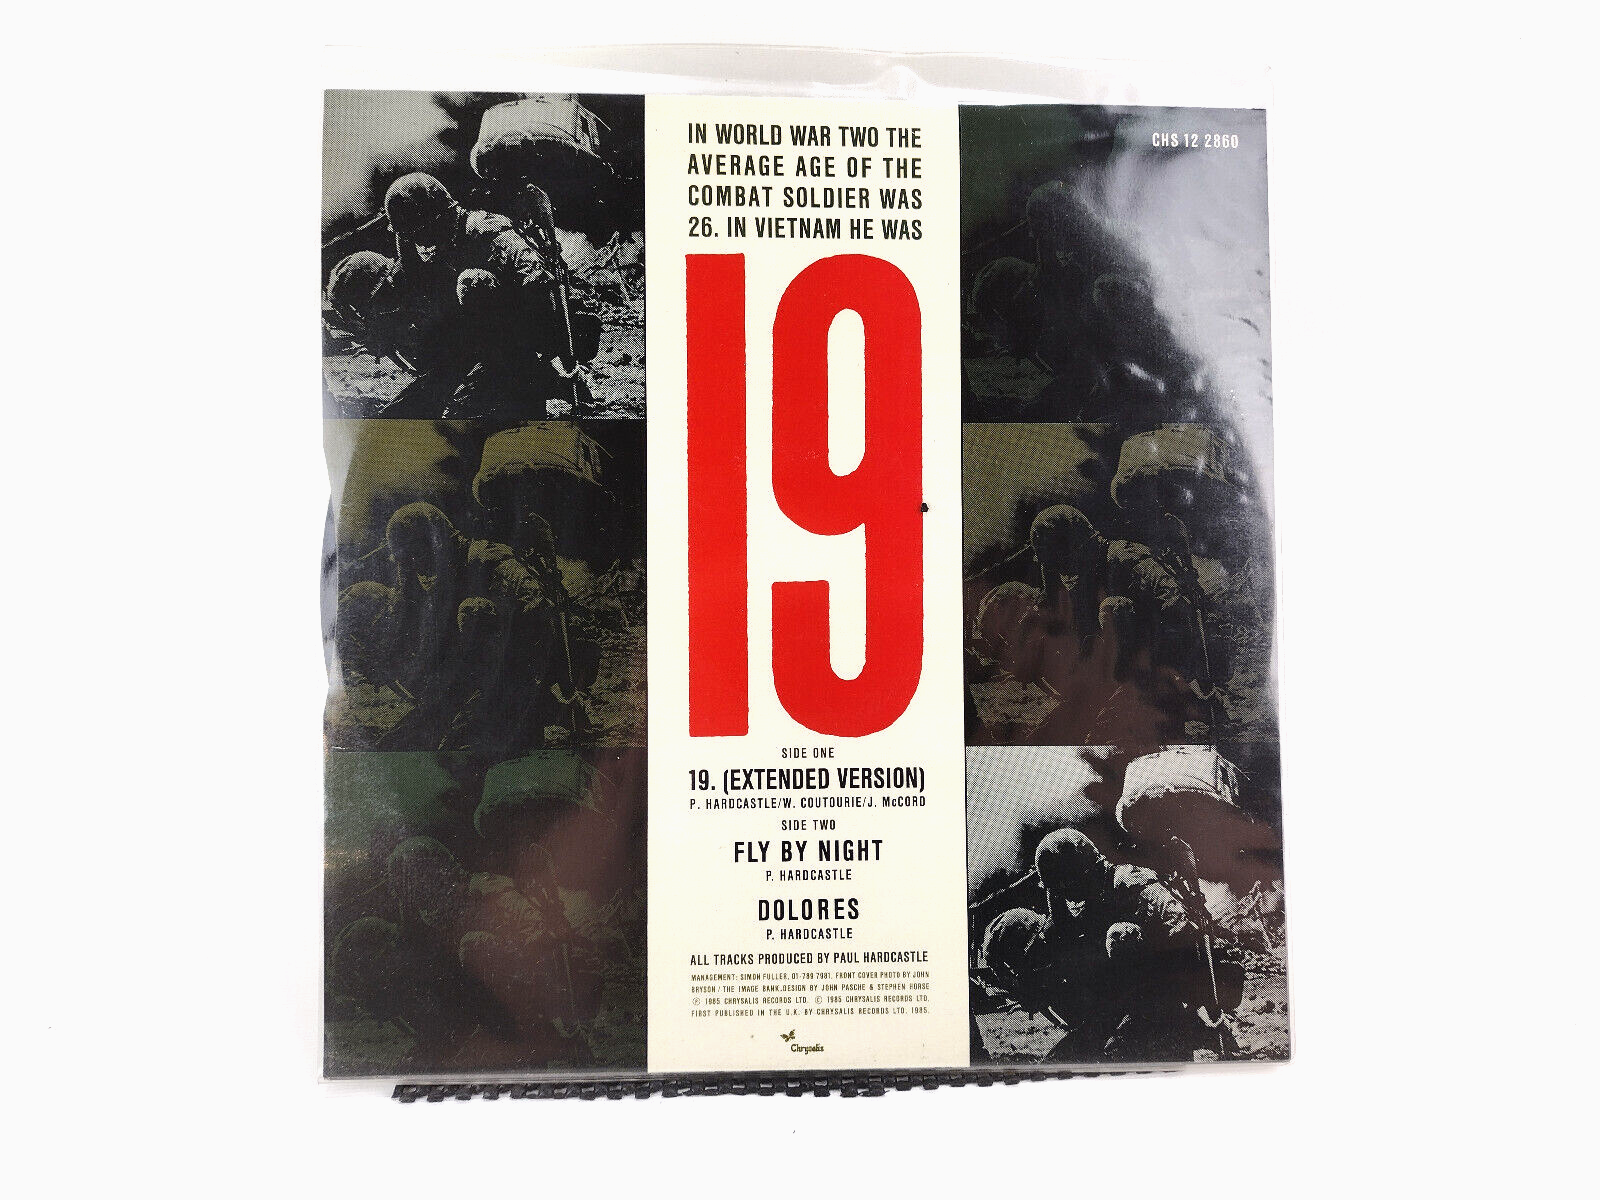 IN WORLD WAR TWO THE
AVERAGE AGE OF THE
COMBAT SOLDIER WAS
26. IN VIETNAM HE WAS
19
CHS 12 2860
SIDE ONE
19. (EXTENDED VERSION)
P. HARDCASTLE/W. COUTOURIE/J. McCORD
SIDE TWO
FLY BY NIGHT
P. HARDCASTLE
DOLORES
P. HARDCASTLE
ALL TRACKS PRODUCED BY PAUL HARDCASTLE
MANAGEMENT: SIMON FULLER, 01-789 7981. FRONT COVER PHOTO BY JOHN
BRYSON / THE IMAGE BANK. DESIGN BY JOHN PASCHE & STEPHEN HORSE
℗ 1985 CHRYSALIS RECORDS LTD. © 1985 CHRYSALIS RECORDS LTD.
FIRST PUBLISHED IN THE U.K. BY CHRYSALIS RECORDS LTD. 1985.
Chrysalis